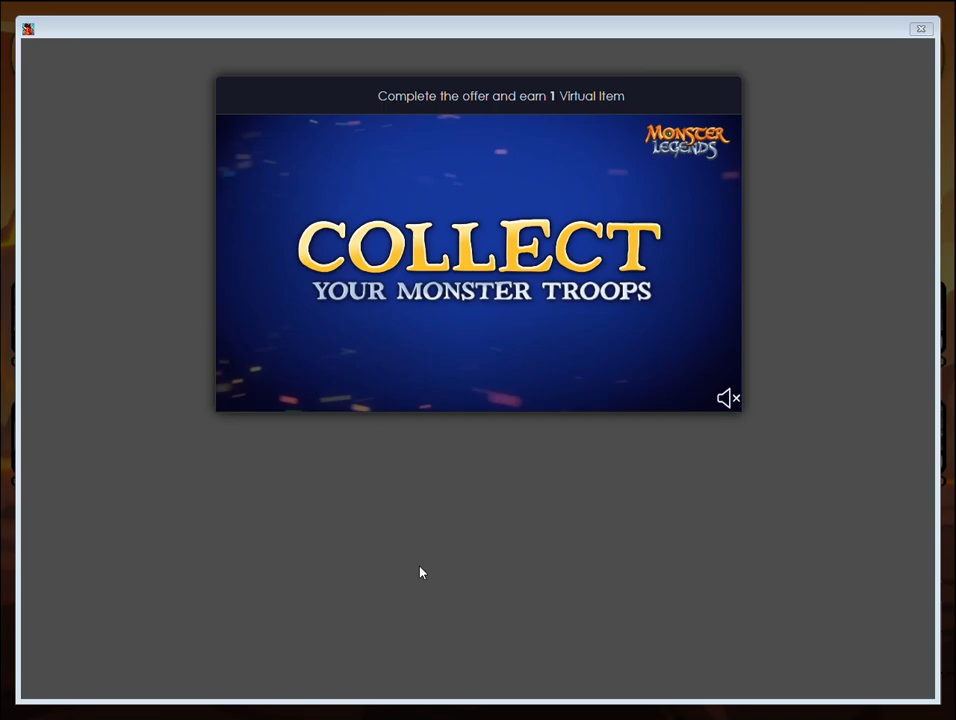 Complete the offer and earn 1 Virtual Item
MONSTER
LEGENDS
COLLECT
YOUR MONSTER TROOPS